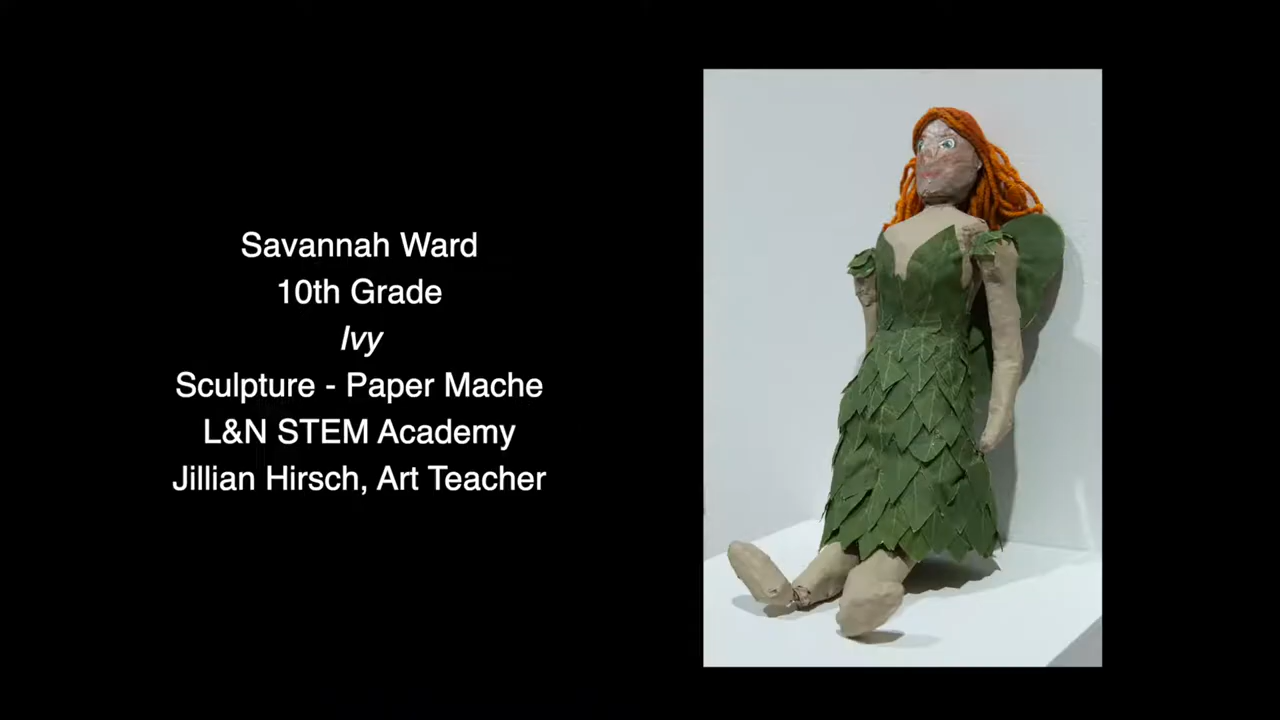 Savannah Ward
10th Grade
Ivy
Sculpture - Paper Mache
L&N STEM Academy
Jillian Hirsch, Art Teacher